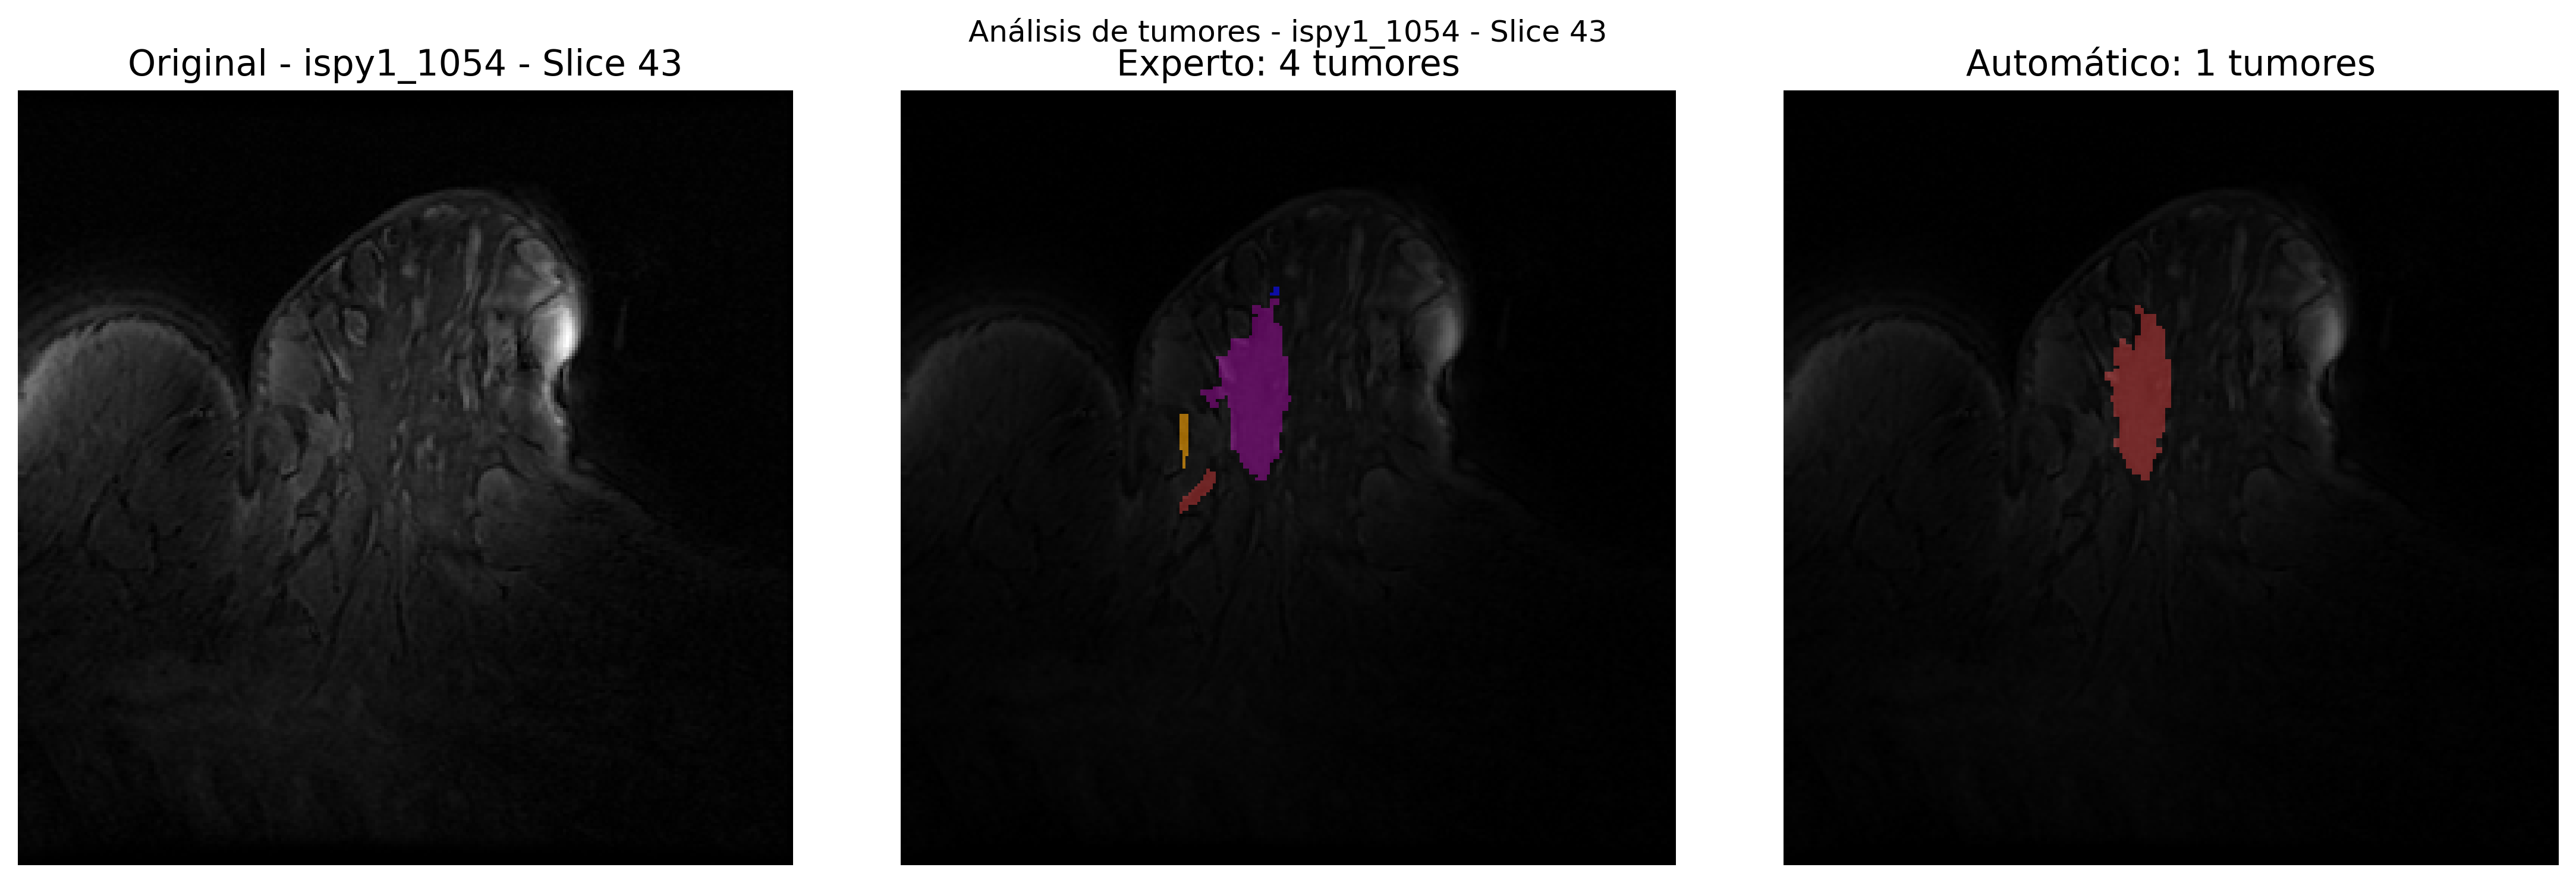 Análisis de tumores - ispy1_1054 - Slice 43
Original - ispy1_1054 - Slice 43
Experto: 4 tumores
Automático: 1 tumores